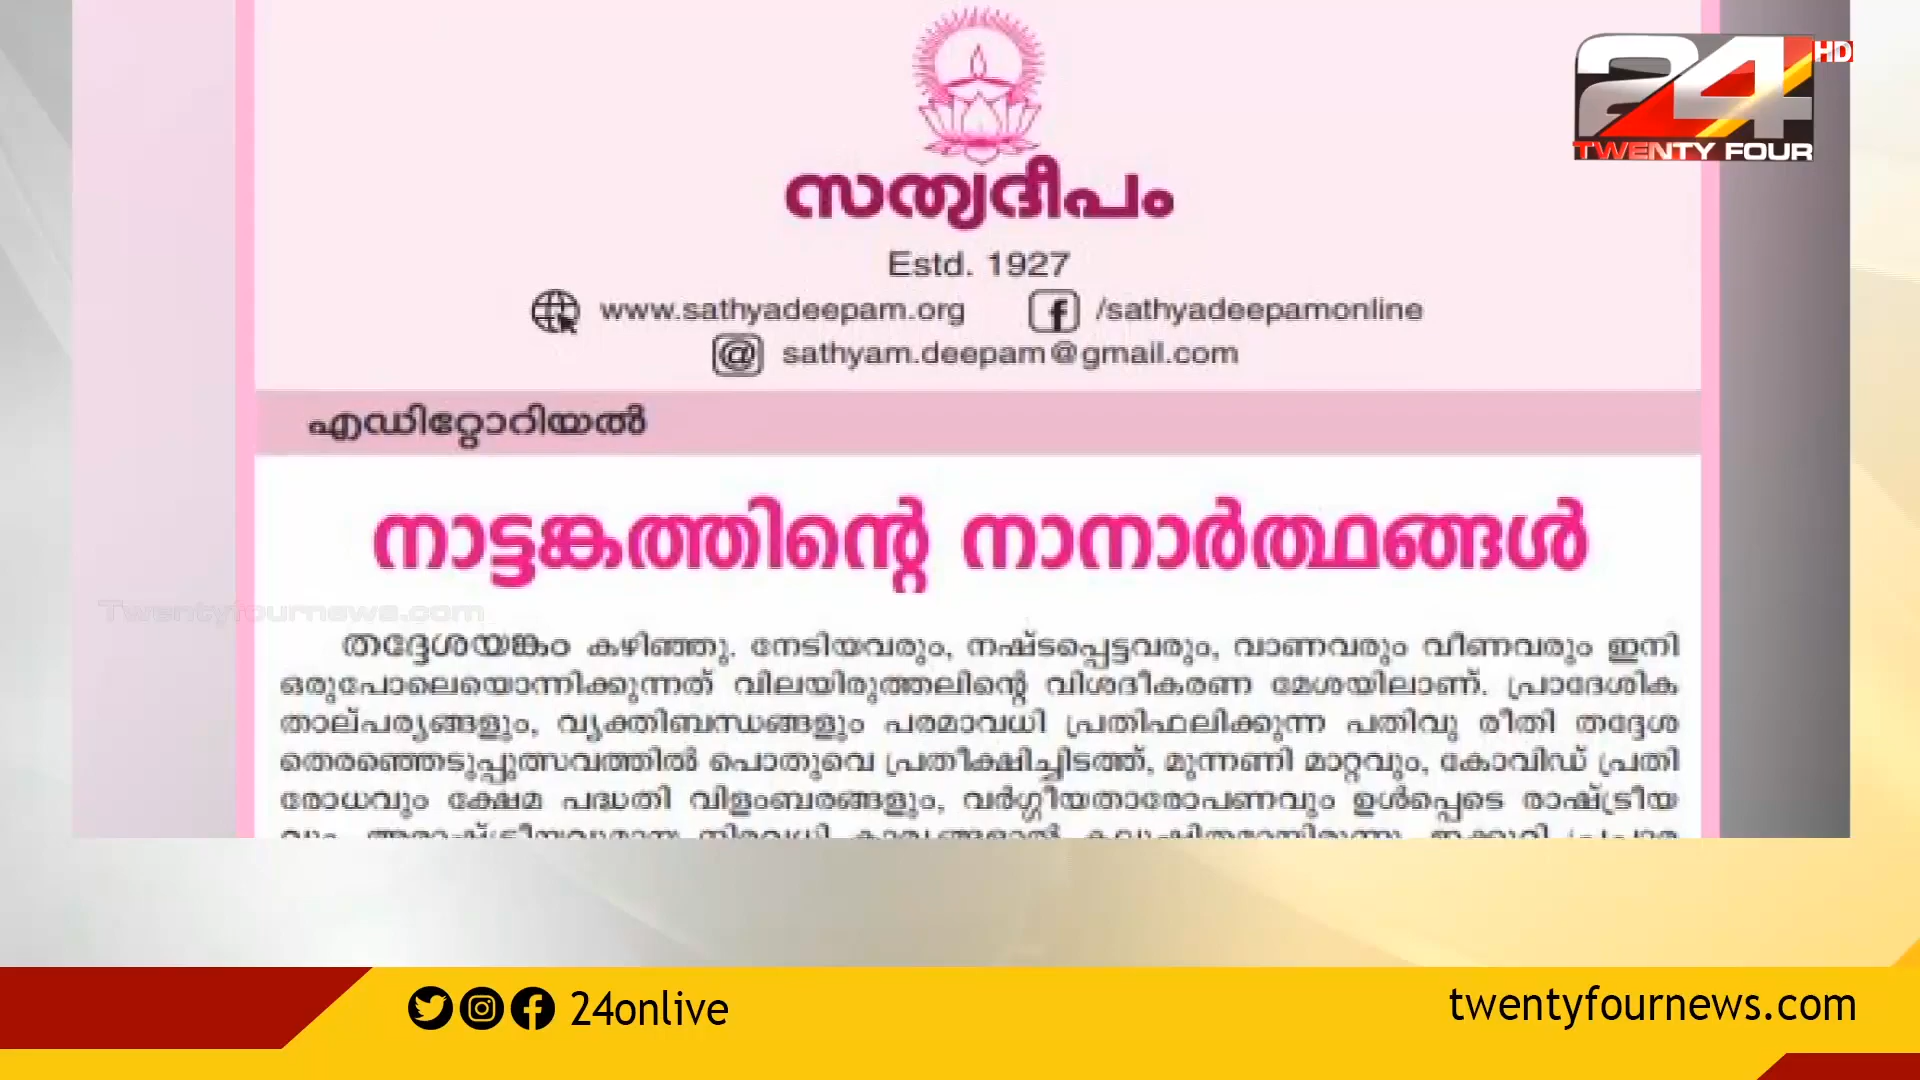 24 HD
TWENTY FOUR
സത്യദീപം
Estd. 1927
www.sathyadeepam.org /sathyadeepamonline
sathyam.deepam@gmail.com
എഡിറ്റോറിയൽ
നാട്ടങ്കത്തിന്റെ നാനാർത്ഥങ്ങൾ
Twentyfournews.com
തദ്ദേശയങ്കം കഴിഞ്ഞു. നേടിയവരും, നഷ്ടപ്പെട്ടവരും, വാണവരും വീണവരും ഇനി
ഒരുപോലെയൊന്നിക്കുന്നത് വിലയിരുത്തലിന്റെ വിശദീകരണ മേശയിലാണ്. പ്രാദേശിക
താല്പര്യങ്ങളും, വ്യക്തിബന്ധങ്ങളും പരമാവധി പ്രതിഫലിക്കുന്ന പതിവു രീതി തദ്ദേശ
തെരഞ്ഞെടുപ്പുത്സവത്തിൽ പൊതുവെ പ്രതീക്ഷിച്ചിടത്ത്, മുന്നണി മാറ്റവും, കോവിഡ് പ്രതി
രോധവും ക്ഷേമ പദ്ധതി വിളംബരങ്ങളും, വർഗ്ഗീയതാരോപണവും ഉൾപ്പെടെ രാഷ്ട്രീയ
24onlive
twentyfournews.com